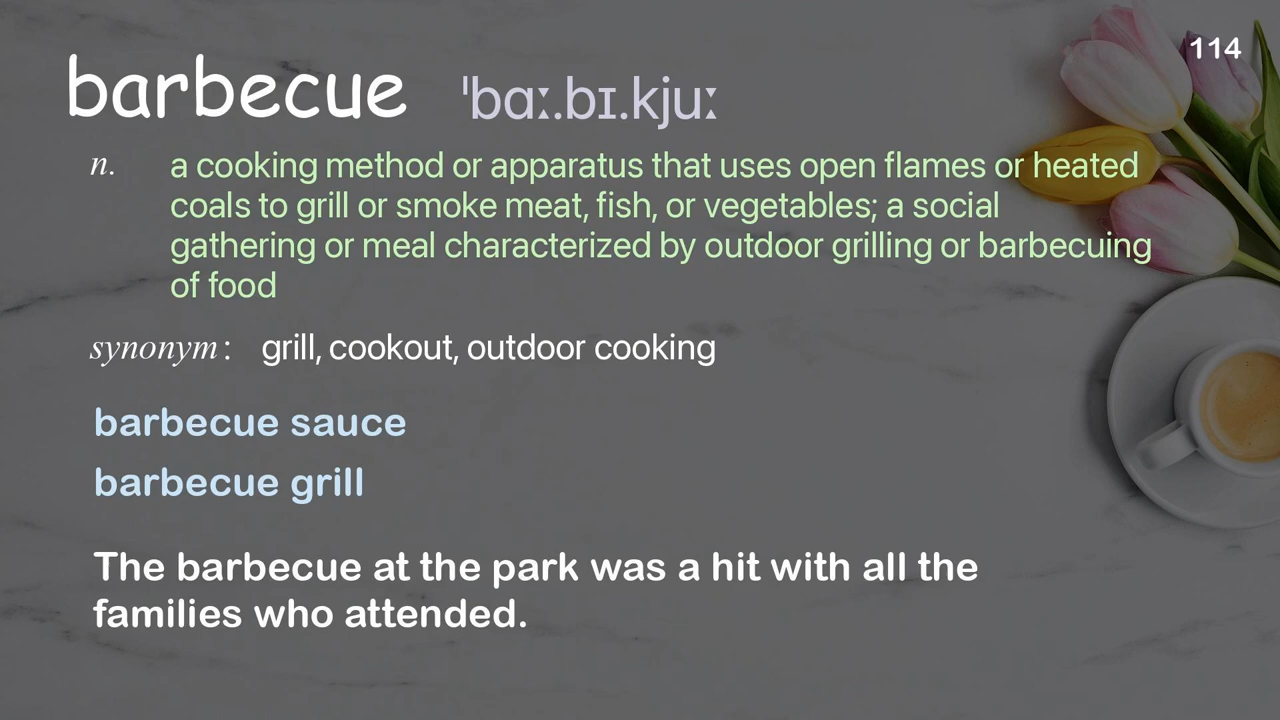 114
barbecue ˈbɑː.bɪ.kjuː
n. a cooking method or apparatus that uses open flames or heated
coals to grill or smoke meat, fish, or vegetables; a social
gathering or meal characterized by outdoor grilling or barbecuing
of food
synonym: grill, cookout, outdoor cooking
barbecue sauce
barbecue grill
The barbecue at the park was a hit with all the
families who attended.